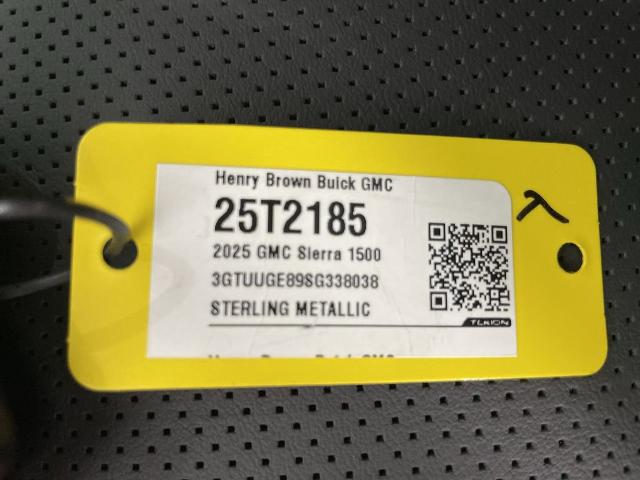 Henry Brown Buick GMC
25T2185
2025 GMC Sierra 1500
3GTUUGE89SG338038
STERLING METALLIC
TEKION